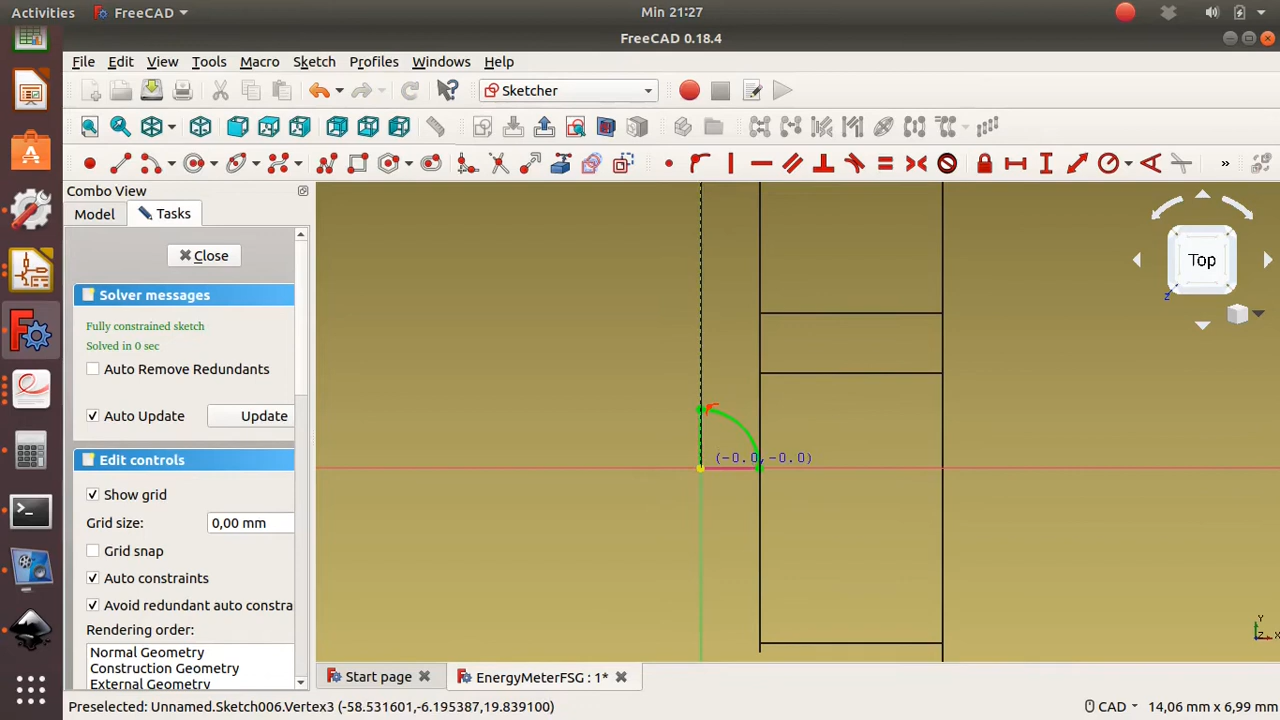 Activities
FreeCAD
Min 21:27
FreeCAD 0.18.4
File Edit View Tools Macro Sketch Profiles Windows Help
Sketcher
»
Combo View
Model Tasks
Close
Solver messages
Fully constrained sketch
Solved in 0 sec
Auto Remove Redundants
Auto Update Update
Edit controls
Show grid
Grid size: 0,00 mm
Grid snap
Auto constraints
Avoid redundant auto constra
Rendering order:
Normal Geometry
Construction Geometry
External Geometry
(-0.0,-0.0)
Top
Z
Y
Z X
Start page EnergyMeterFSG : 1*
Preselected: Unnamed.Sketch006.Vertex3 (-58.531601,-6.195387,19.839100) CAD 14,06 mm x 6,99 mm